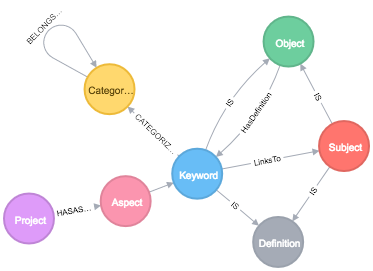 BELONGS...
Object
Categor...
IS
HasDefinition
IS
CATEGORIZ...
Subject
LinksTo
Keyword
Aspect
HASAS...
Project
IS
IS
Definition